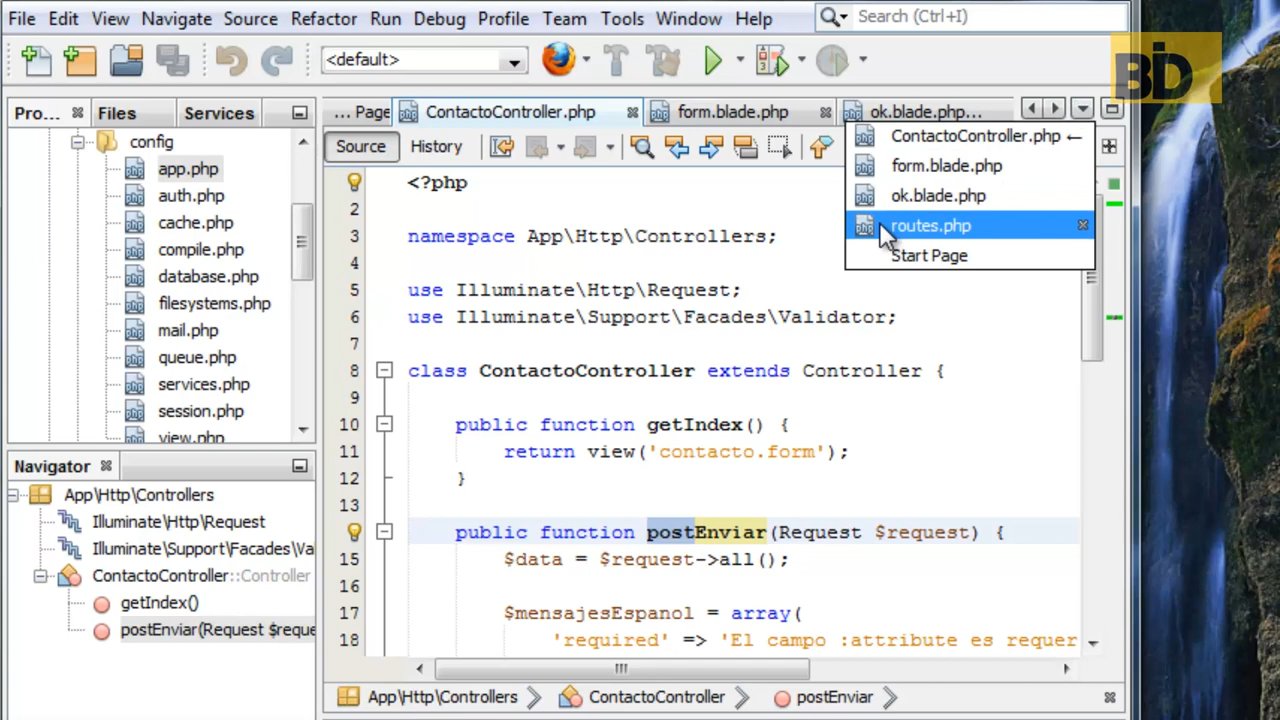 File Edit View Navigate Source Refactor Run Debug Profile Team Tools Window Help
Search (Ctrl+I)
<default>
BID
Pro... Files Services
... Page ContactoController.php form.blade.php ok.blade.php...
config
app.php
auth.php
cache.php
compile.php
database.php
filesystems.php
mail.php
queue.php
services.php
session.php
view.php
Source History
ContactoController.php ←
form.blade.php
ok.blade.php
routes.php
Start Page
<?php
2
3 namespace App\Http\Controllers;
4
5 use Illuminate\Http\Request;
6 use Illuminate\Support\Facades\Validator;
7
8 class ContactoController extends Controller {
9
10 public function getIndex() {
11 return view('contacto.form');
12 }
13
public function postEnviar(Request $request) {
15 $data = $request->all();
16
17 $mensajesEspanol = array(
18 'required' => 'El campo :attribute es requer
Navigator
App\Http\Controllers
Illuminate\Http\Request
Illuminate\Support\Facades\Val
ContactoController::Controller
getIndex()
postEnviar(Request $reque
App\Http\Controllers ContactoController postEnviar